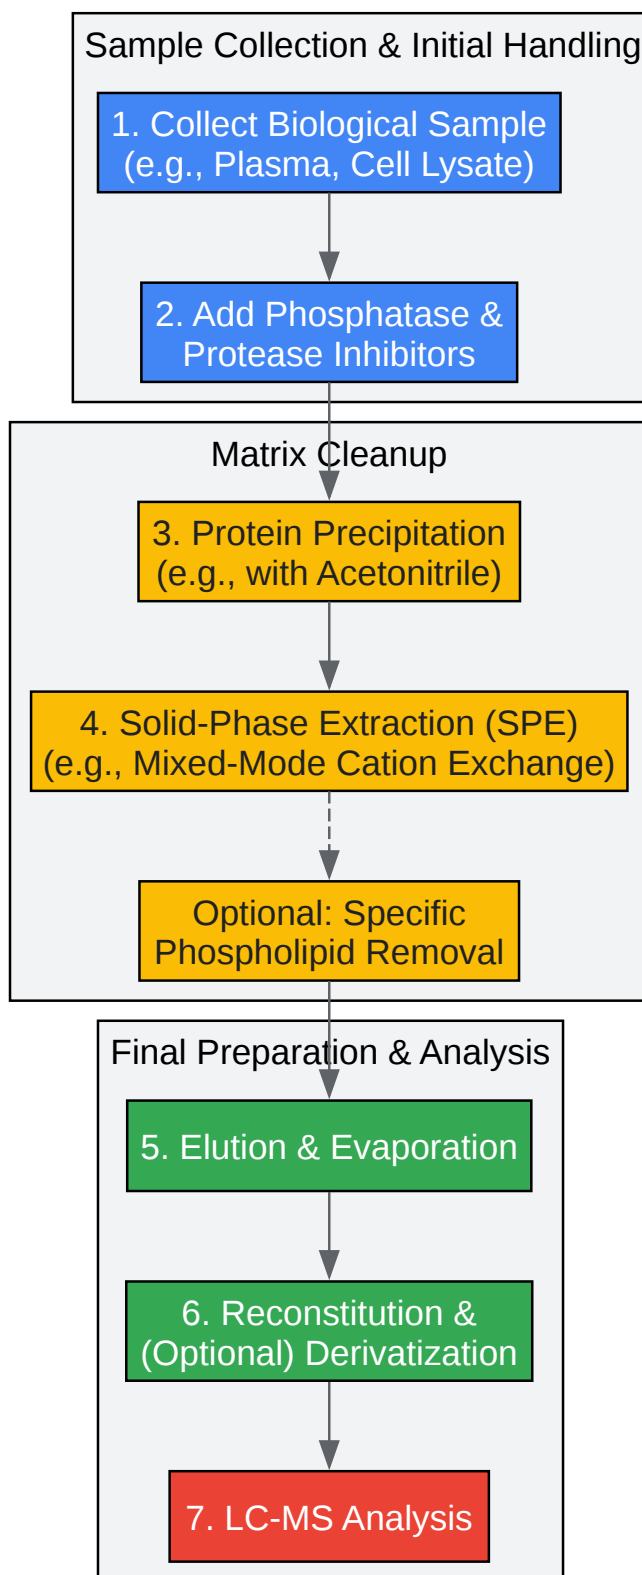 Sample Collection & Initial Handling
1. Collect Biological Sample
(e.g., Plasma, Cell Lysate)
2. Add Phosphatase &
Protease Inhibitors
Matrix Cleanup
3. Protein Precipitation
(e.g., with Acetonitrile)
4. Solid-Phase Extraction (SPE)
(e.g., Mixed-Mode Cation Exchange)
Optional: Specific
Phospholipid Removal
Final Preparation & Analysis
5. Elution & Evaporation
6. Reconstitution &
(Optional) Derivatization
7. LC-MS Analysis